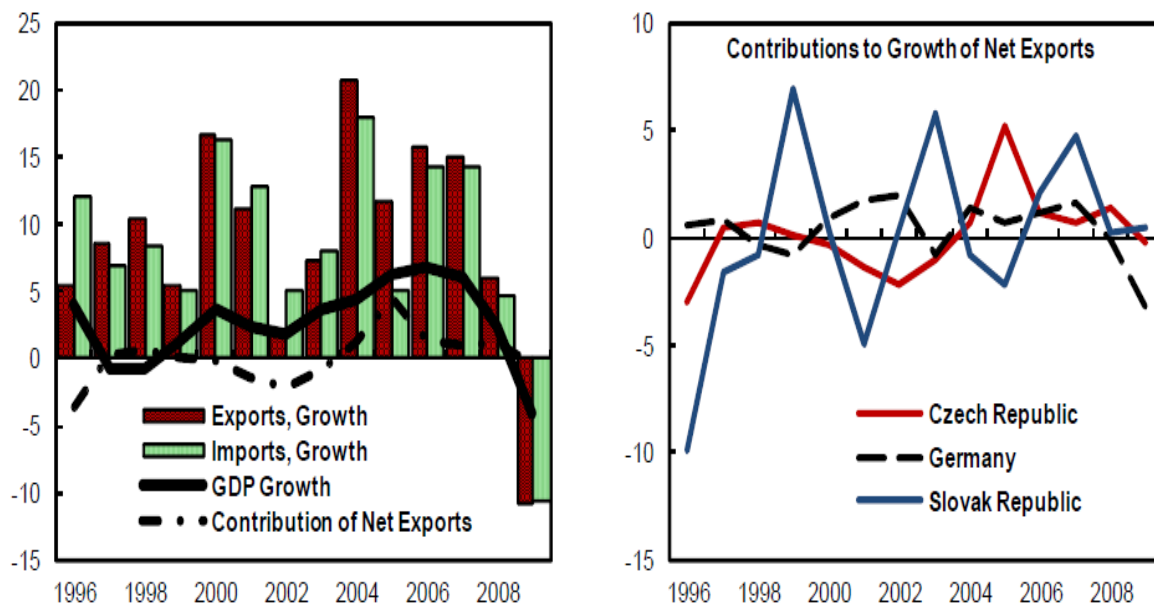 25
20
15
10
5
0
-5
-10
-15
Exports, Growth
Imports, Growth
GDP Growth
Contribution of Net Exports
1996 1998 2000 2002 2004 2006 2008
10
5
0
-5
-10
-15
Contributions to Growth of Net Exports
Czech Republic
Germany
Slovak Republic
1996 1998 2000 2002 2004 2006 2008